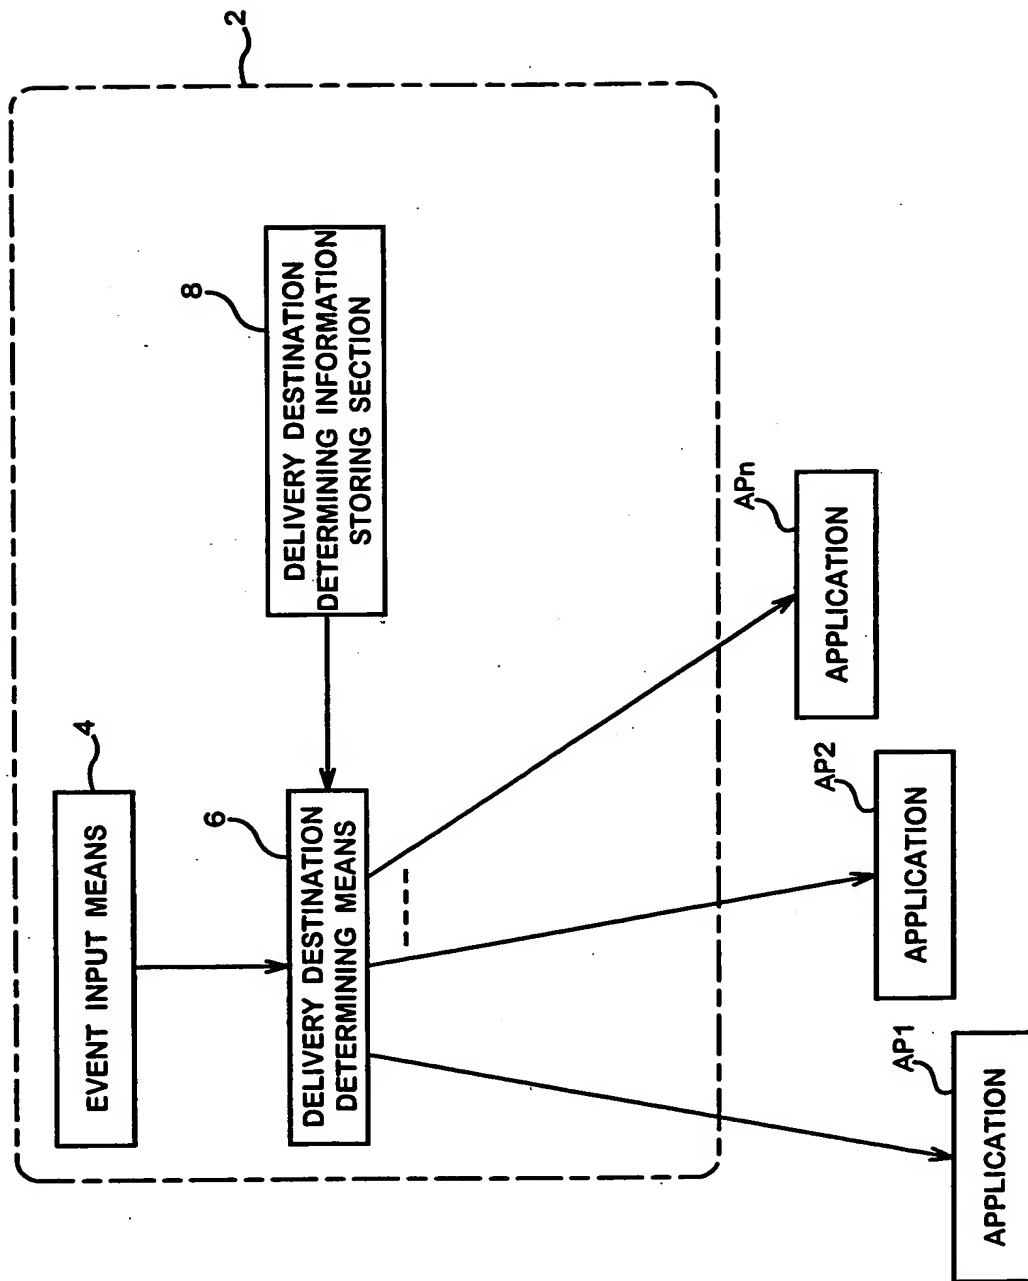 2
4
EVENT INPUT MEANS
6
DELIVERY DESTINATION
DETERMINING MEANS
8
DELIVERY DESTINATION
DETERMINING INFORMATION
STORING SECTION
AP1
APPLICATION
AP2
APPLICATION
APn
APPLICATION